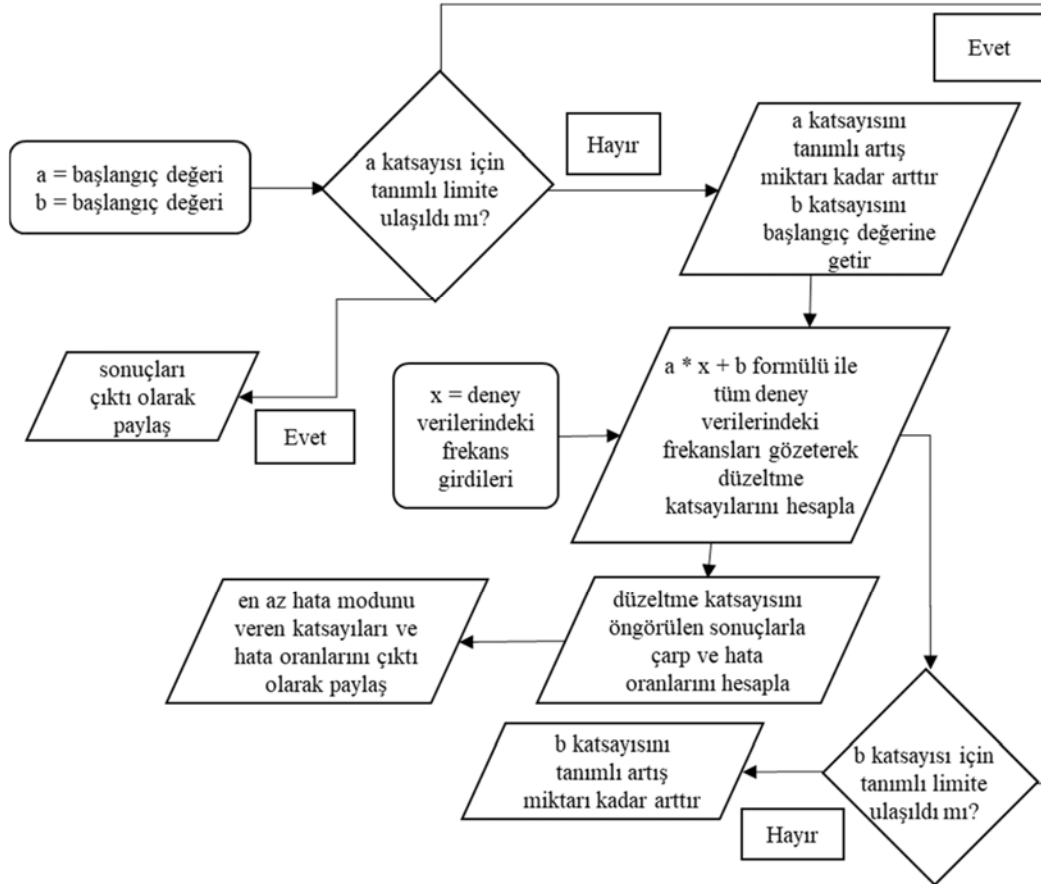 Evet
a = başlangıç değeri
b = başlangıç değeri
a katsayısı için
tanımlı limite
ulaşıldı mı?
Hayır
a katsayısını
tanımlı artış
miktarı kadar arttır
b katsayısını
başlangıç değerine
getir
sonuçları
çıktı olarak
paylaş
Evet
x = deney
verilerindeki
frekans
girdileri
a * x + b formülü ile
tüm deney
verilerindeki
frekansları gözeterek
düzeltme
katsayılarını hesapla
en az hata modunu
veren katsayıları ve
hata oranlarını çıktı
olarak paylaş
düzeltme katsayısını
öngörülen sonuçlarla
çarp ve hata
oranlarını hesapla
b katsayısını
tanımlı artış
miktarı kadar arttır
Hayır
b katsayısı için
tanımlı limite
ulaşıldı mı?